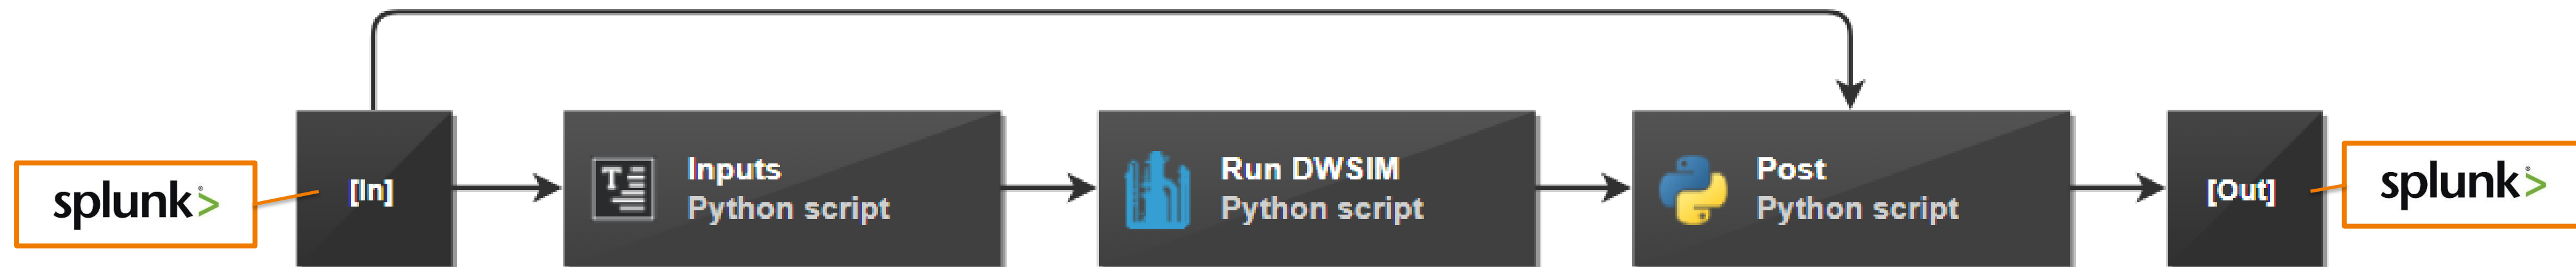 splunk>
[In]
Inputs
Python script
Run DWSIM
Python script
Post
Python script
[Out]
splunk>